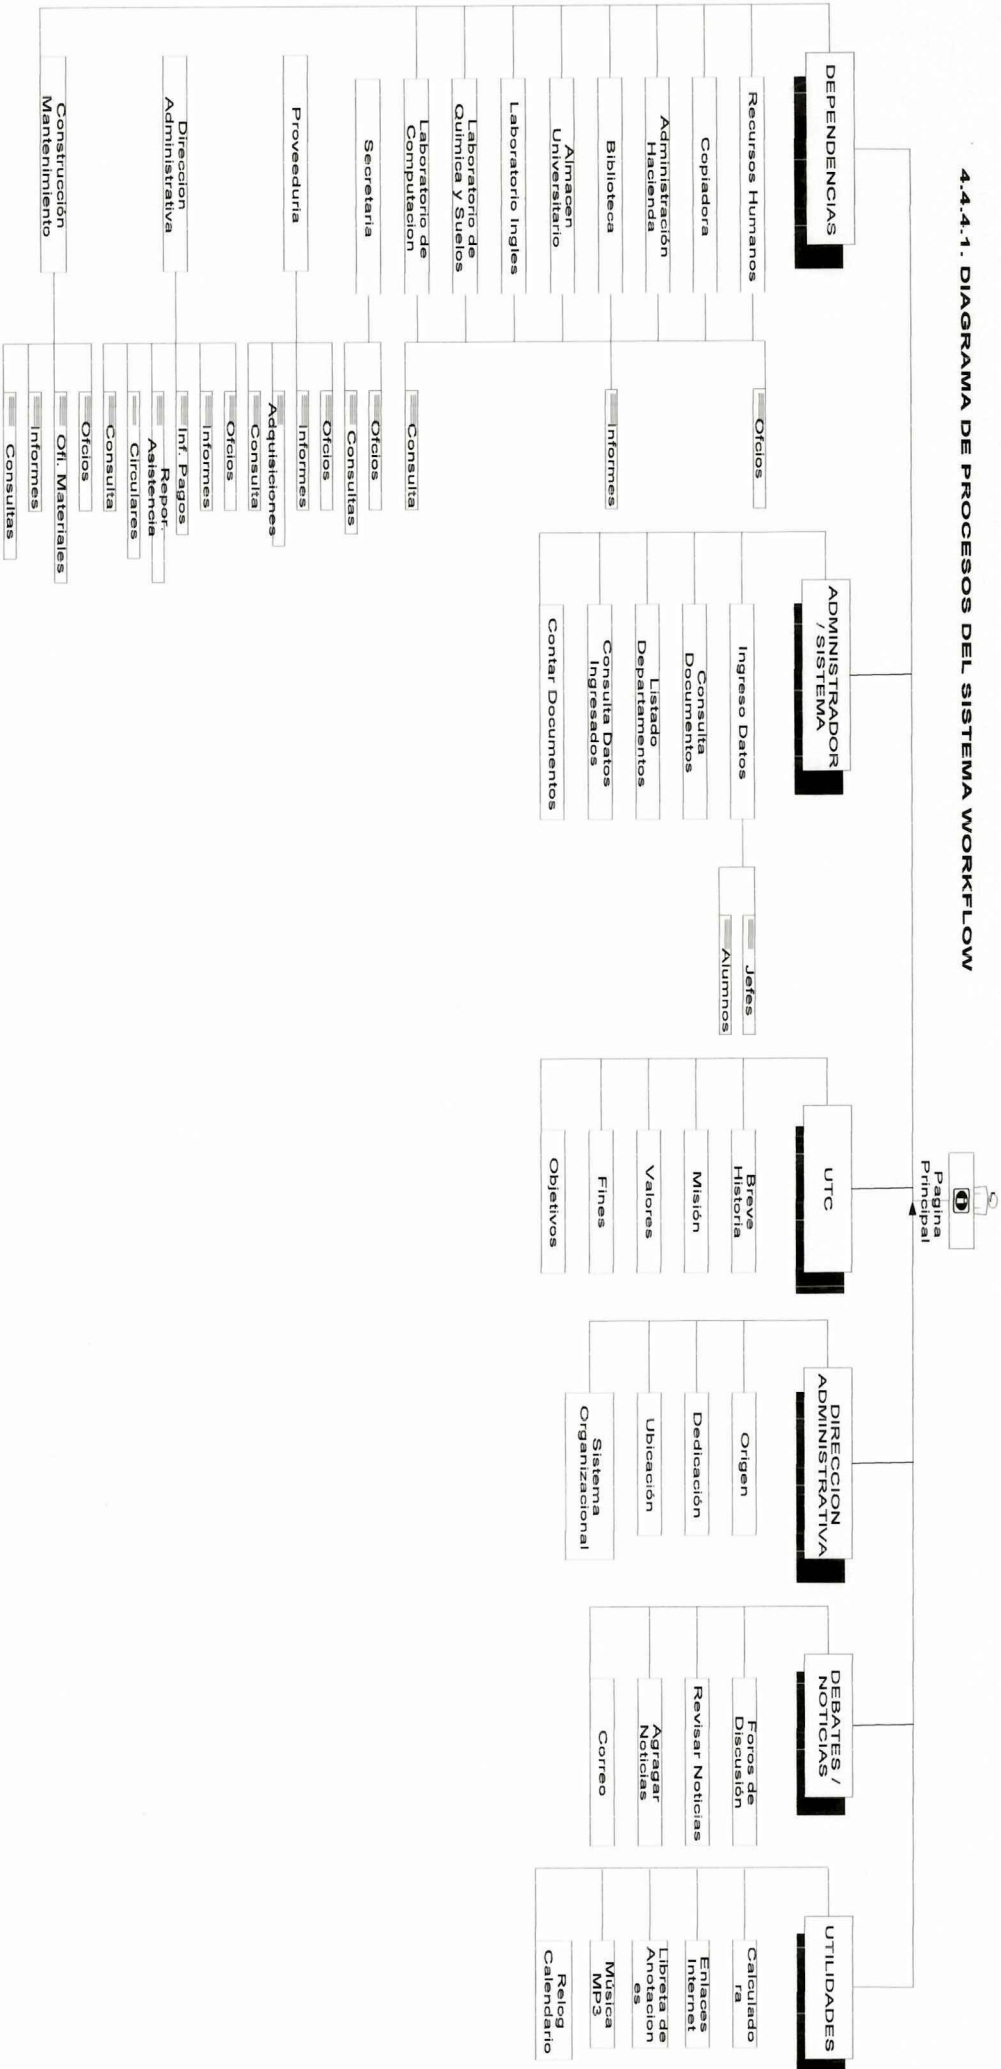 4.4.4.1. DIAGRAMA DE PROCESOS DEL SISTEMA WORKFLOW
Pagina
Principal
DEPENDENCIAS
Recursos Humanos
Copiadora
Administración
Hacienda
Biblioteca
Almacen
Universitario
Laboratorio Ingles
Laboratorio de
Quimica y Suelos
Laboratorio de
Computacion
Ofcios
Informes
Consulta
Secretaria
Ofcios
Consultas
Proveeduria
Ofcios
Informes
Adquisiciones
Consulta
Direccion
Administrativa
Ofcios
Informes
Inf. Pagos
Repor.
Asistencia
Circulares
Consulta
Construcción
Mantenimiento
Ofcios
Ofi. Materiales
Informes
Consultas
ADMINISTRADOR
/ SISTEMA
Ingreso Datos
Jefes
Alumnos
Consulta
Documentos
Listado
Departamentos
Consulta Datos
Ingresados
Contar Documentos
UTC
Breve
Historia
Misión
Valores
Fines
Objetivos
DIRECCION
ADMINISTRATIVA
Origen
Dedicación
Ubicación
Sistema
Organizacional
DEBATES /
NOTICIAS
Foros de
Discusión
Revisar Noticias
Agragar
Noticias
Correo
UTILIDADES
Calculado
ra
Enlaces
Internet
Libreta de
Anotacion
es
Música
MP3
Relog
Calendario